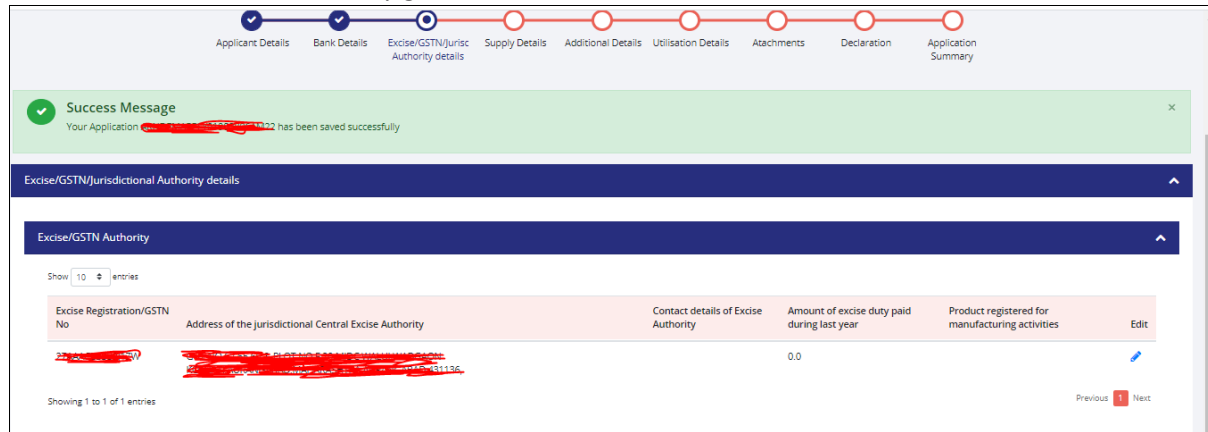 Applicant Details Bank Details Excise/GSTN/Jurisc Supply Details Additional Details Utilisation Details Atachments Declaration Application
Authority details Summary
Success Message ×
Your Application has been saved successfully
Excise/GSTN/Jurisdictional Authority details
Excise/GSTN Authority
Show 10 entries
Excise Registration/GSTN Contact details of Excise Amount of excise duty paid Product registered for
No Address of the jurisdictional Central Excise Authority Authority during last year manufacturing activities Edit
0.0
431136,
Showing 1 to 1 of 1 entries Previous 1 Next